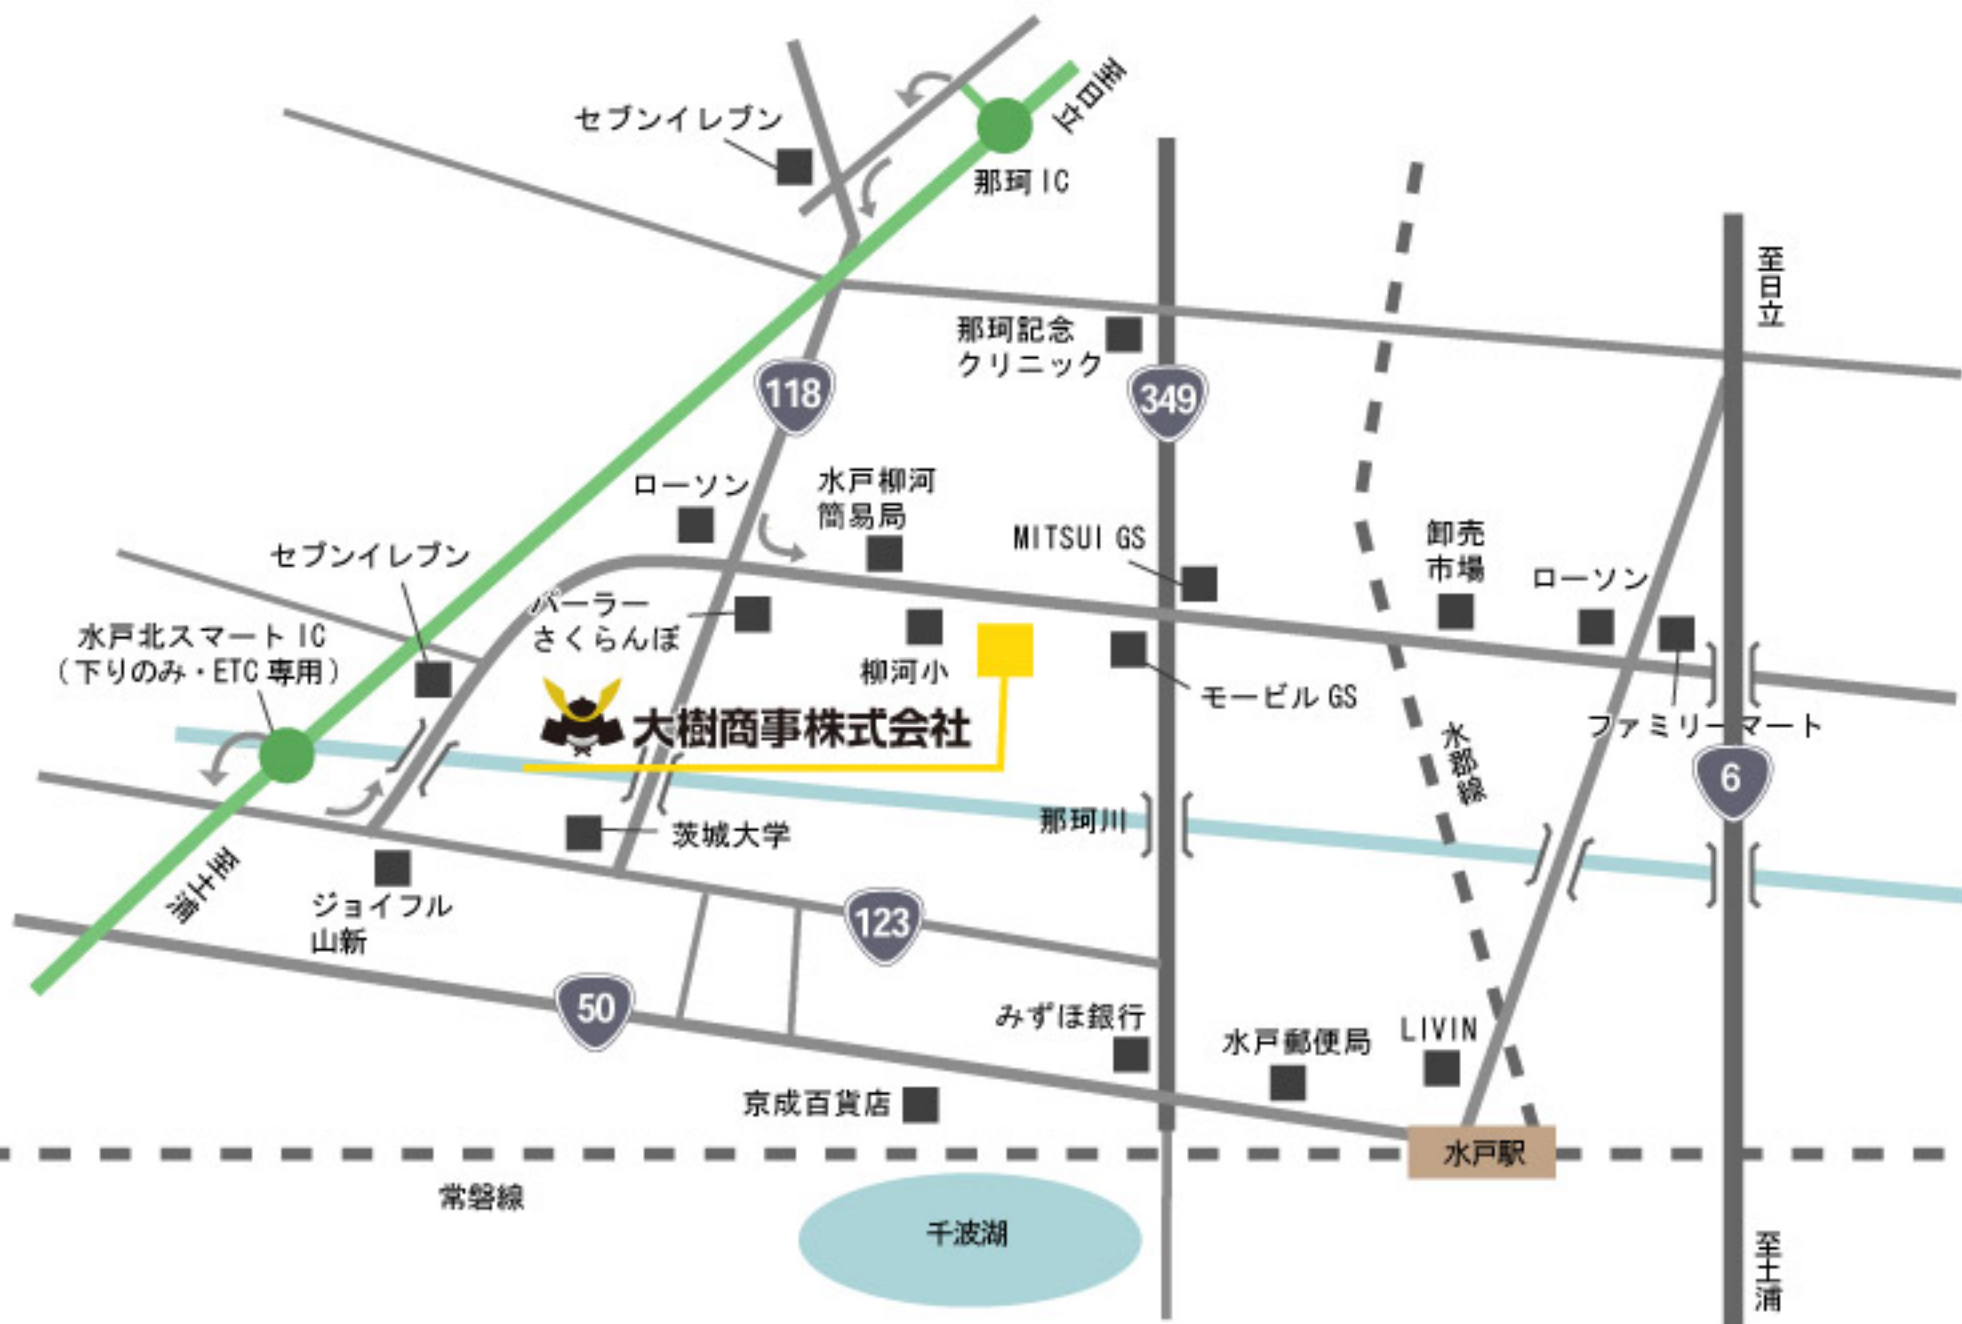 至日立
セブンイレブン
那珂 IC
至日立
那珂記念
クリニック
118
349
ローソン
水戸柳河
簡易局
MITSUI GS
卸売
市場
ローソン
セブンイレブン
パーラー
さくらんぼ
水戸北スマート IC
（下りのみ・ETC 専用）
柳河小
モービル GS
大樹商事株式会社
ファミリーマート
水郡線
6
那珂川
茨城大学
至土浦
ジョイフル
山新
123
50
みずほ銀行
水戸郵便局
LIVIN
京成百貨店
水戸駅
常磐線
千波湖
至土浦